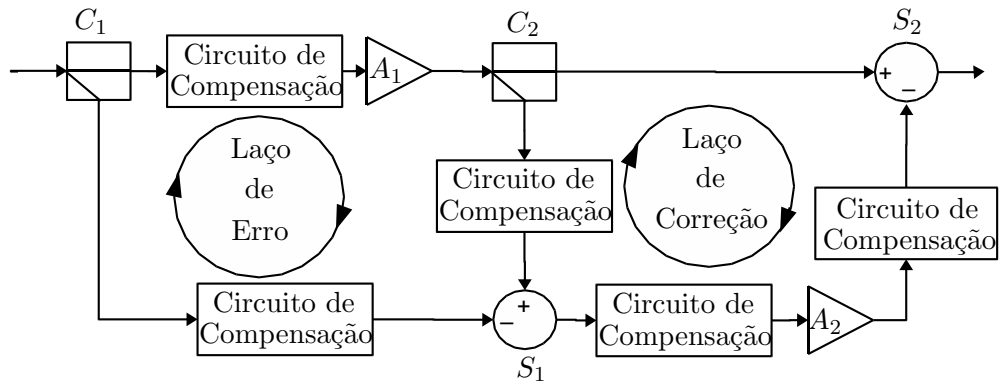 C₁
C₂
S₂
Circuito de
Compensação
A₁
+
−
Laço
de
Erro
Laço
de
Correção
Circuito de
Compensação
Circuito de
Compensação
Circuito de
Compensação
+
−
Circuito de
Compensação
A₂
S₁